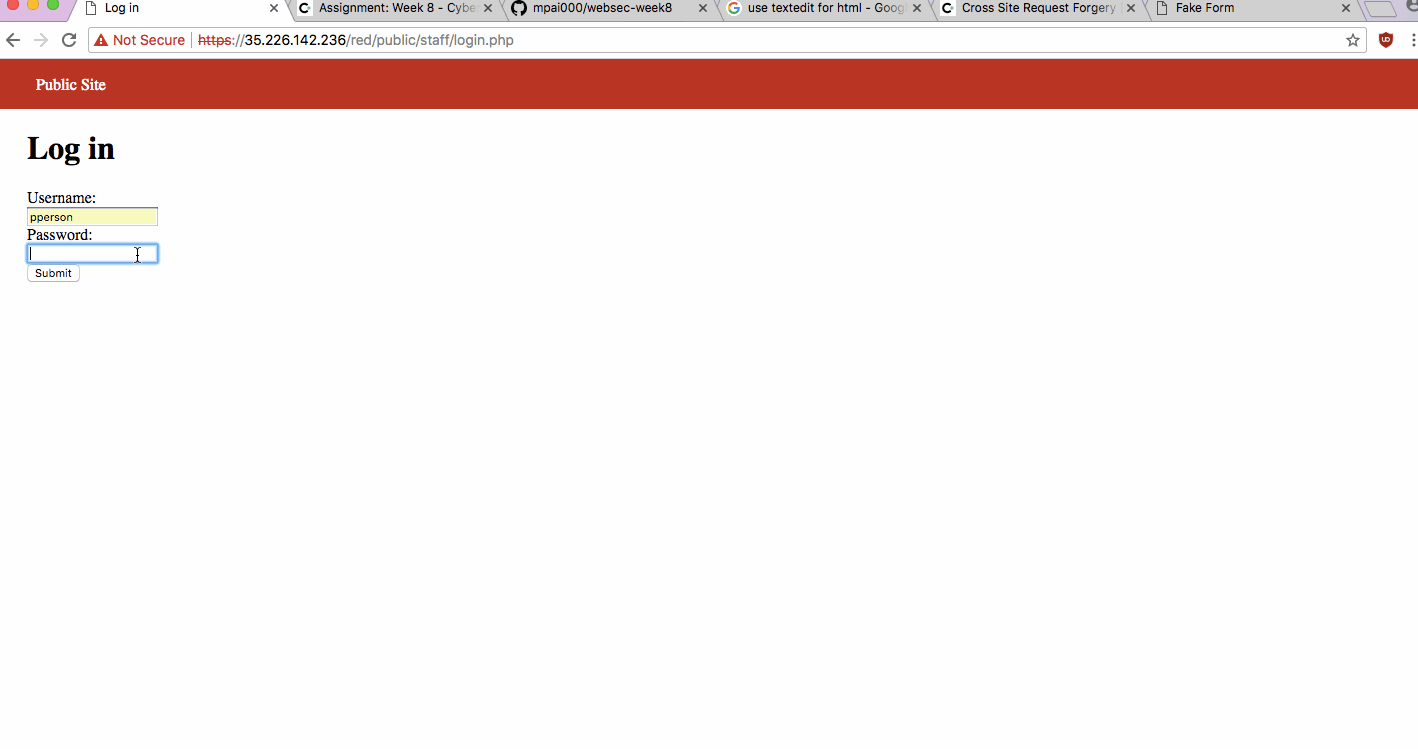 Log in
Assignment: Week 8 - Cybe
mpai000/websec-week8
use textedit for html - Goog
Cross Site Request Forgery
Fake Form
Not Secure https://35.226.142.236/red/public/staff/login.php
Public Site
Log in
Username:
pperson
Password:
Submit